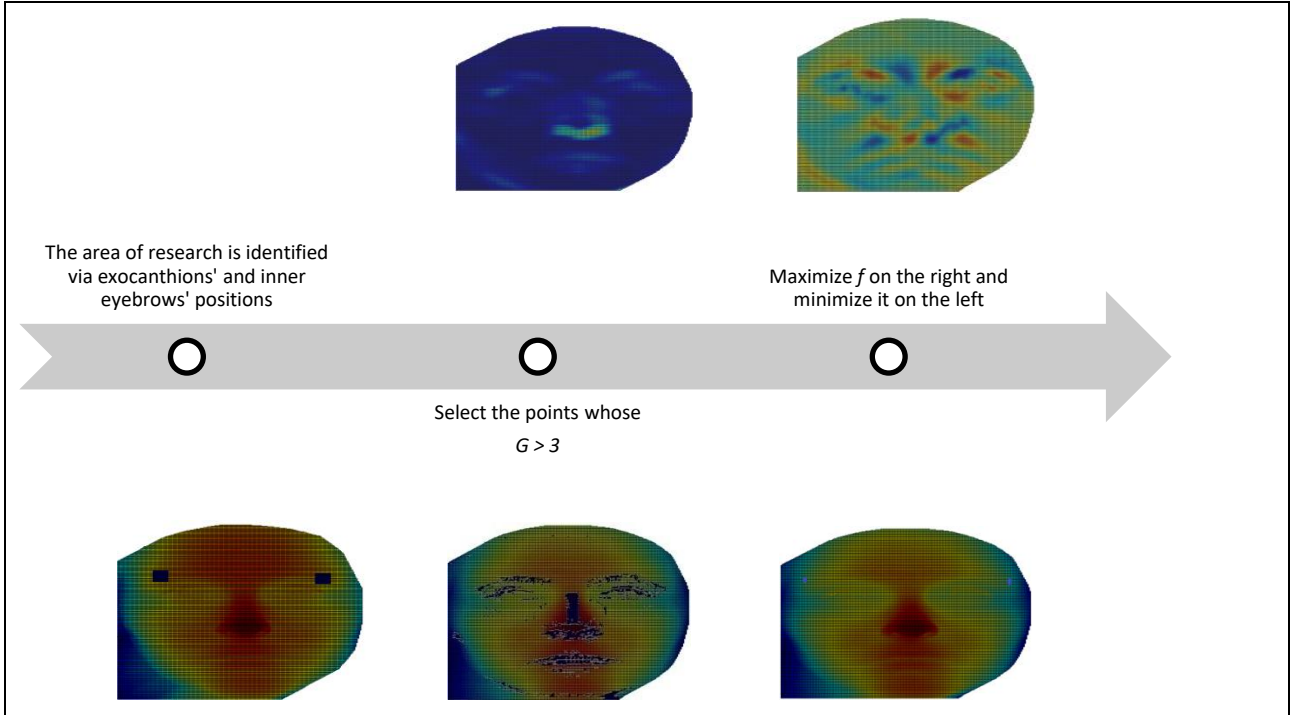 The area of research is identified
via exocanthions' and inner
eyebrows' positions
Select the points whose
G > 3
Maximize f on the right and
minimize it on the left